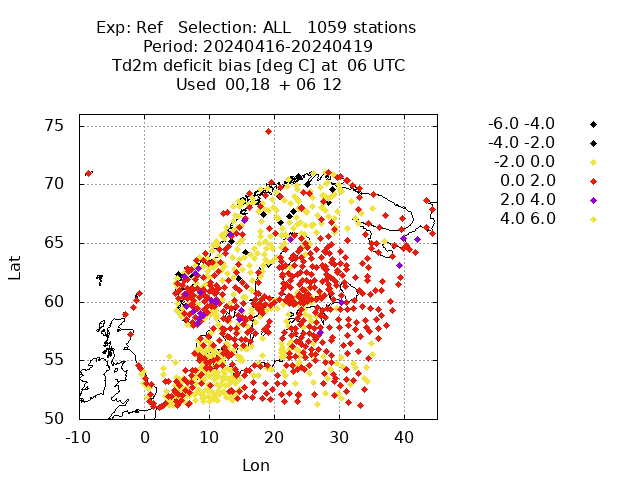 Exp: Ref   Selection: ALL   1059 stations
Period: 20240416-20240419
Td2m deficit bias [deg C] at  06 UTC
Used  00,18  + 06 12
-6.0 -4.0
-4.0 -2.0
-2.0 0.0
0.0 2.0
2.0 4.0
4.0 6.0
75
70
65
60
55
50
Lat
-10 0 10 20 30 40
Lon